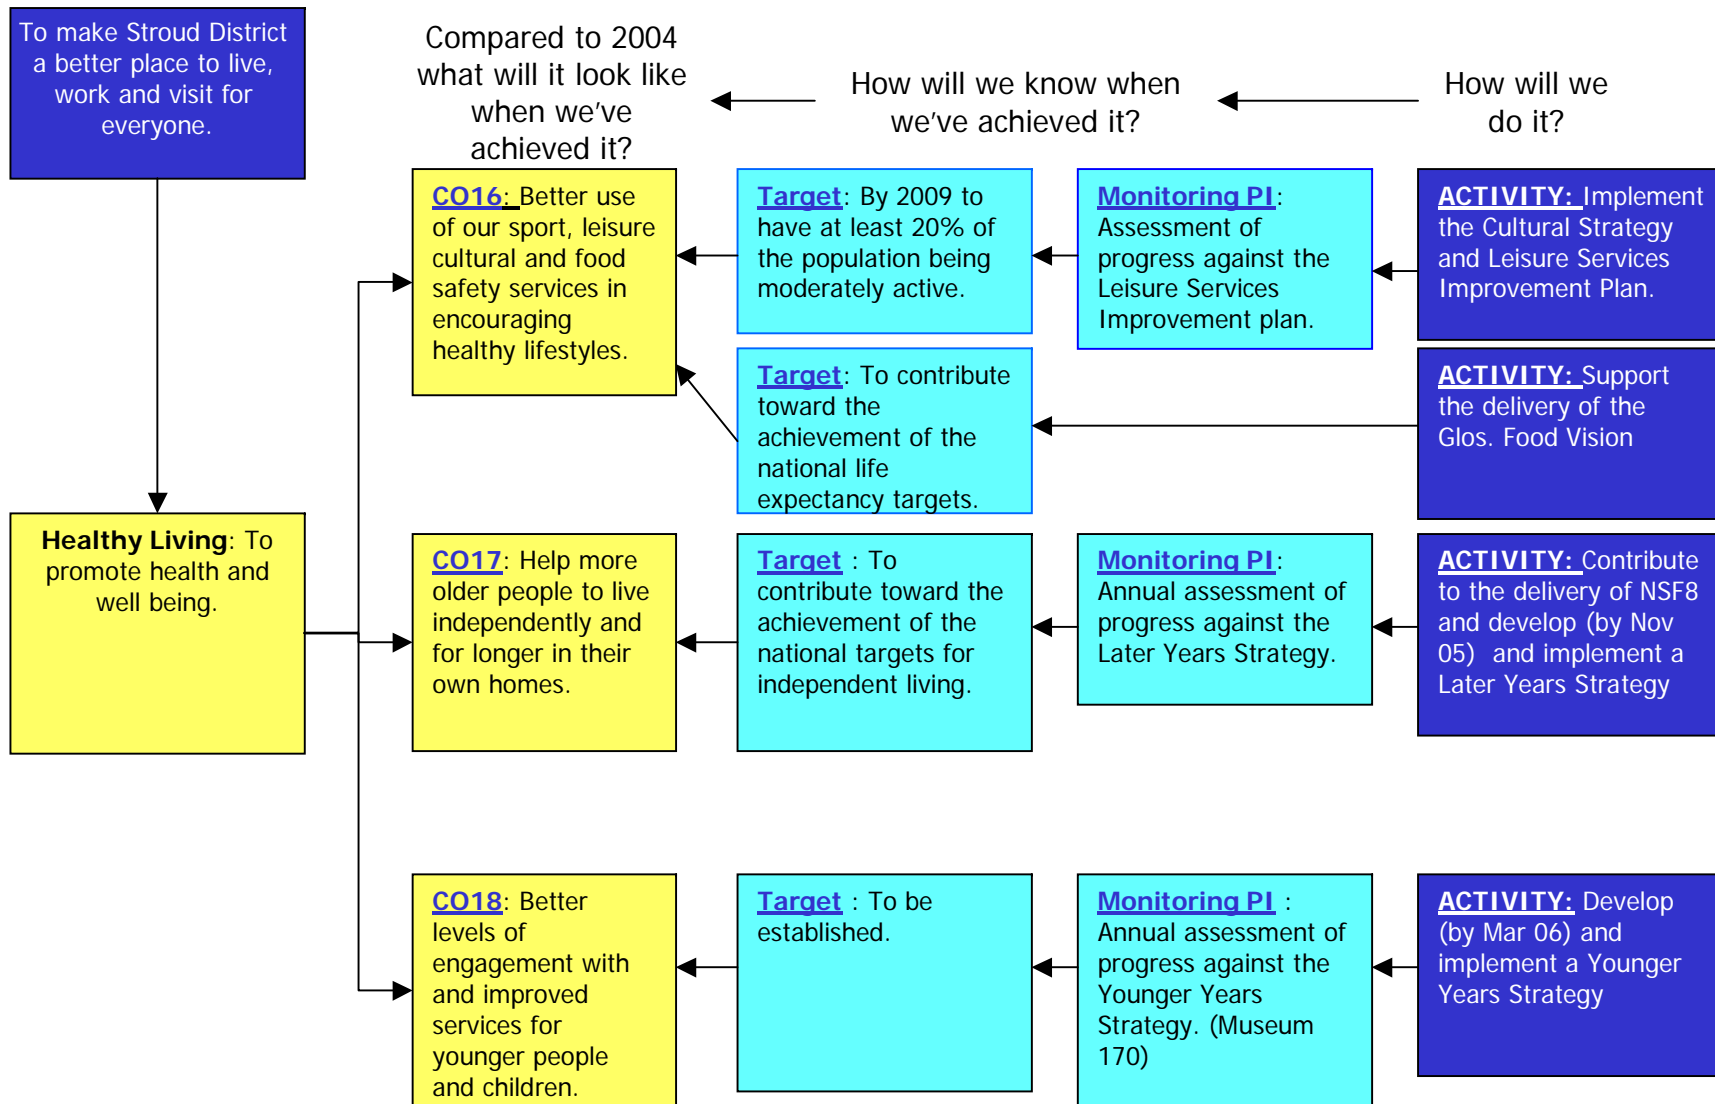 To make Stroud District
a better place to live,
work and visit for
everyone.
Compared to 2004
what will it look like
when we've
achieved it?
How will we know when
we've achieved it?
How will we
do it?
CO16: Better use
of our sport, leisure
cultural and food
safety services in
encouraging
healthy lifestyles.
Target: By 2009 to
have at least 20% of
the population being
moderately active.
Monitoring PI:
Assessment of
progress against the
Leisure Services
Improvement plan.
ACTIVITY: Implement
the Cultural Strategy
and Leisure Services
Improvement Plan.
Target: To contribute
toward the
achievement of the
national life
expectancy targets.
ACTIVITY: Support
the delivery of the
Glos. Food Vision
Healthy Living: To
promote health and
well being.
CO17: Help more
older people to live
independently and
for longer in their
own homes.
Target : To
contribute toward the
achievement of the
national targets for
independent living.
Monitoring PI:
Annual assessment of
progress against the
Later Years Strategy.
ACTIVITY: Contribute
to the delivery of NSF8
and develop (by Nov
05) and implement a
Later Years Strategy
CO18: Better
levels of
engagement with
and improved
services for
younger people
and children.
Target : To be
established.
Monitoring PI :
Annual assessment of
progress against the
Younger Years
Strategy. (Museum
170)
ACTIVITY: Develop
(by Mar 06) and
implement a Younger
Years Strategy